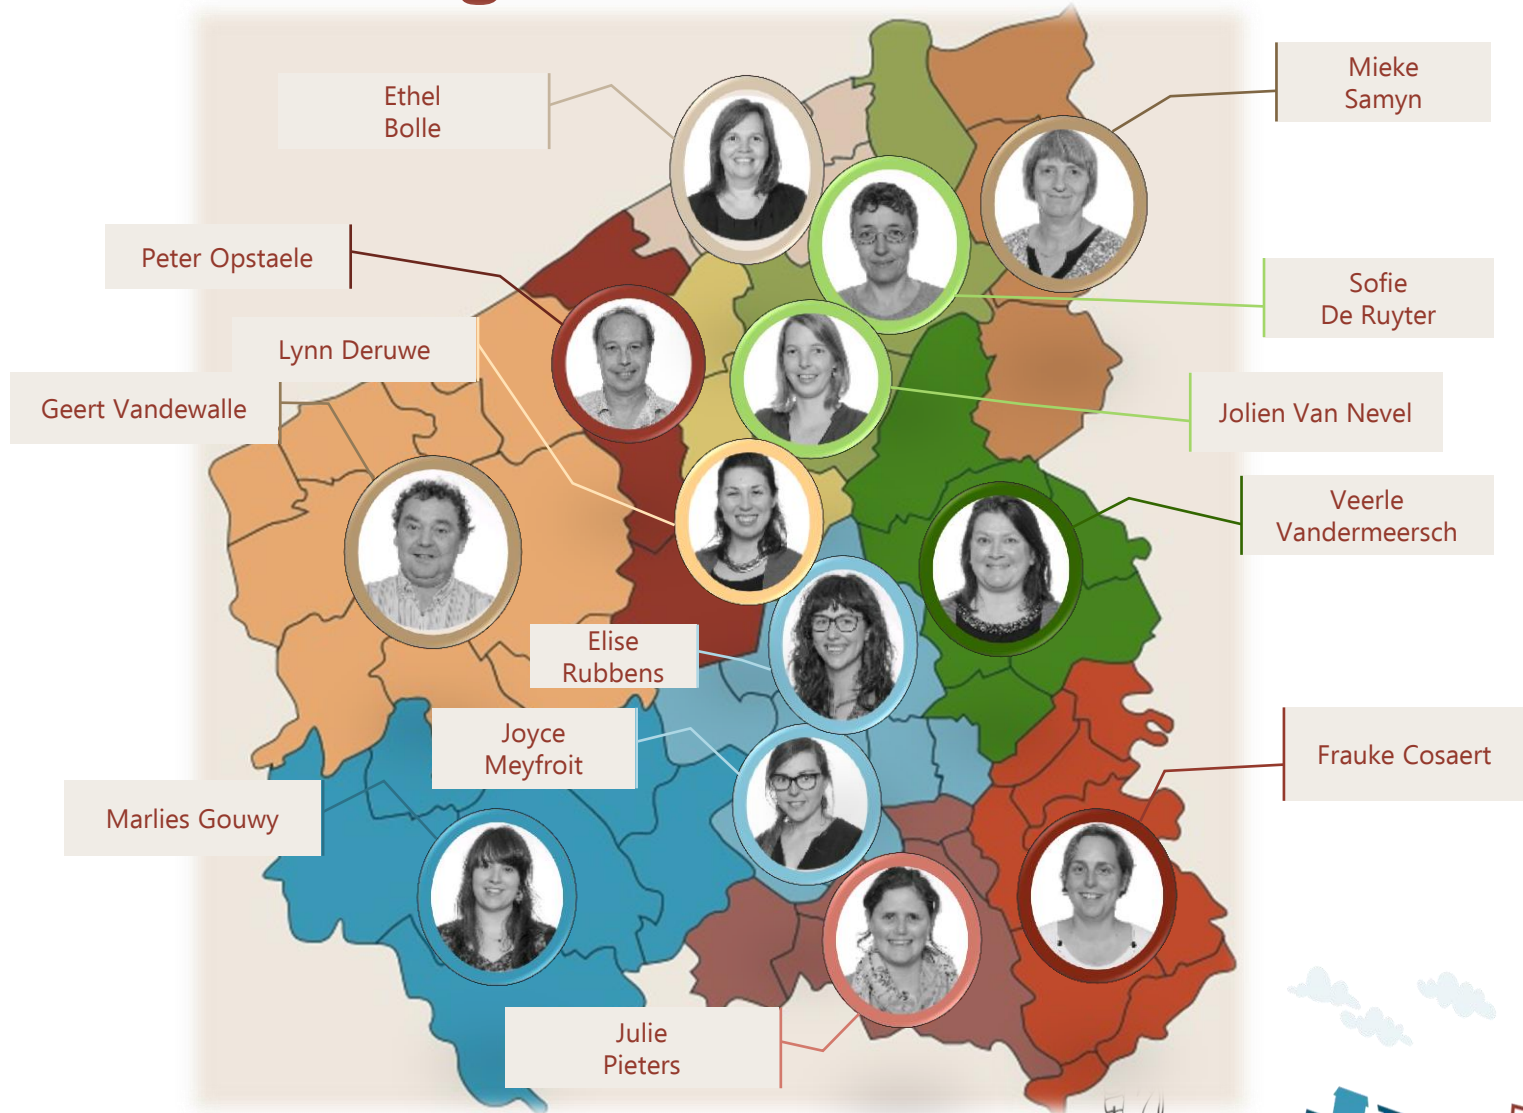 Ethel
Bolle
Mieke
Samyn
Peter Opstaele
Sofie
De Ruyter
Lynn Deruwe
Geert Vandewalle
Jolien Van Nevel
Veerle
Vandermeersch
Elise
Rubbens
Joyce
Meyfroit
Frauke Cosaert
Marlies Gouwy
Julie
Pieters